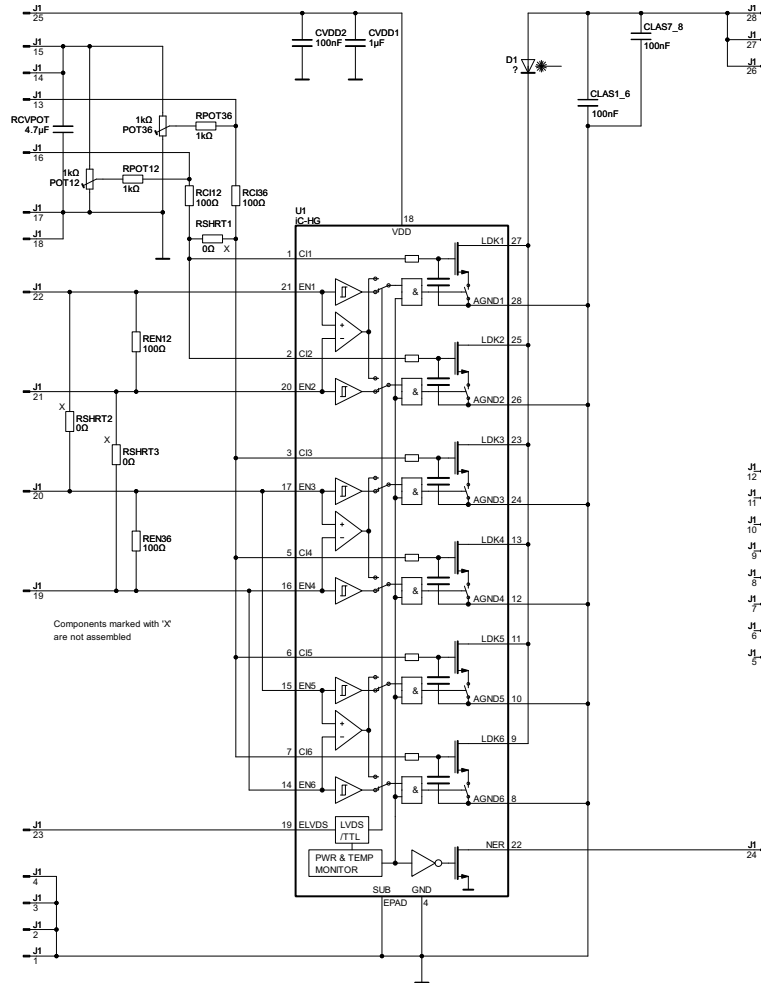 J1
25
J1
15
J1
14
J1
13
RCVPOT
4.7µF
J1
16
J1
17
J1
18
1kΩ
POT36
RPOT36
1kΩ
1kΩ
POT12
RPOT12
1kΩ
RCI12
100Ω
RCI36
100Ω
RSHRT1
0Ω
X
CVDD2
100nF
CVDD1
1µF
D1
?
CLAS7_8
100nF
CLAS1_6
100nF
J1
28
J1
27
J1
26
U1
iC-HG
18
VDD
1
CI1
LDK1
27
J1
22
21
EN1
&
AGND1
28
REN12
100Ω
+
−
2
CI2
LDK2
25
J1
21
20
EN2
&
AGND2
26
X
RSHRT2
0Ω
X
RSHRT3
0Ω
3
CI3
LDK3
23
J1
20
17
EN3
&
AGND3
24
REN36
100Ω
+
−
5
CI4
LDK4
13
J1
19
16
EN4
&
AGND4
12
Components marked with 'X'
are not assembled
6
CI5
LDK5
11
15
EN5
&
AGND5
10
+
−
7
CI6
LDK6
9
14
EN6
&
AGND6
8
J1
23
19
ELVDS
LVDS
/TTL
PWR & TEMP
MONITOR
NER
22
J1
24
SUB
GND
EPAD
4
J1
4
J1
3
J1
2
J1
1
J1
12
J1
11
J1
10
J1
9
J1
8
J1
7
J1
6
J1
5